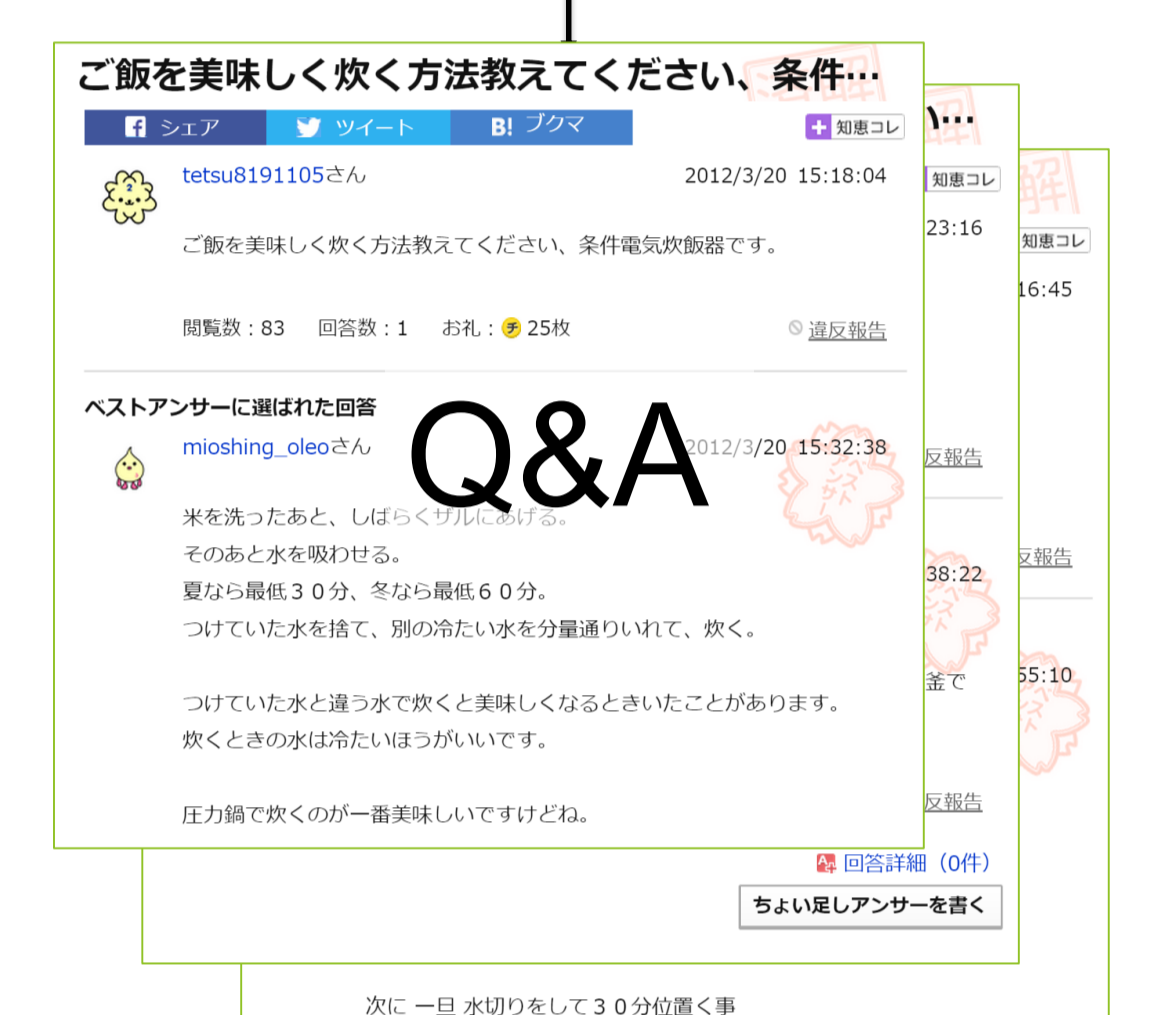 ご飯を美味しく炊く方法教えてください、条件…
シェア ツイート B! ブクマ
知恵コレ
tetsu8191105さん 2012/3/20 15:18:04
ご飯を美味しく炊く方法教えてください、条件電気炊飯器です。
閲覧数：83 回答数：1 お礼：チ 25枚
違反報告
ベストアンサーに選ばれた回答
mioshing_oleoさん 2012/3/20 15:32:38
ベストアンサー
Q&A
米を洗ったあと、しばらくザルにあげる。
そのあと水を吸わせる。
夏なら最低３０分、冬なら最低６０分。
つけていた水を捨て、別の冷たい水を分量通りいれて、炊く。
つけていた水と違う水で炊くと美味しくなるときいたことがあります。
炊くときの水は冷たいほうがいいです。
圧力鍋で炊くのが一番美味しいですけどね。
知恵コレ
23:16
反報告
38:22
釜で
反報告
回答詳細（0件）
ちょい足しアンサーを書く
知恵コレ
16:45
反報告
55:10
次に 一旦 水切りをして３０分位置く事